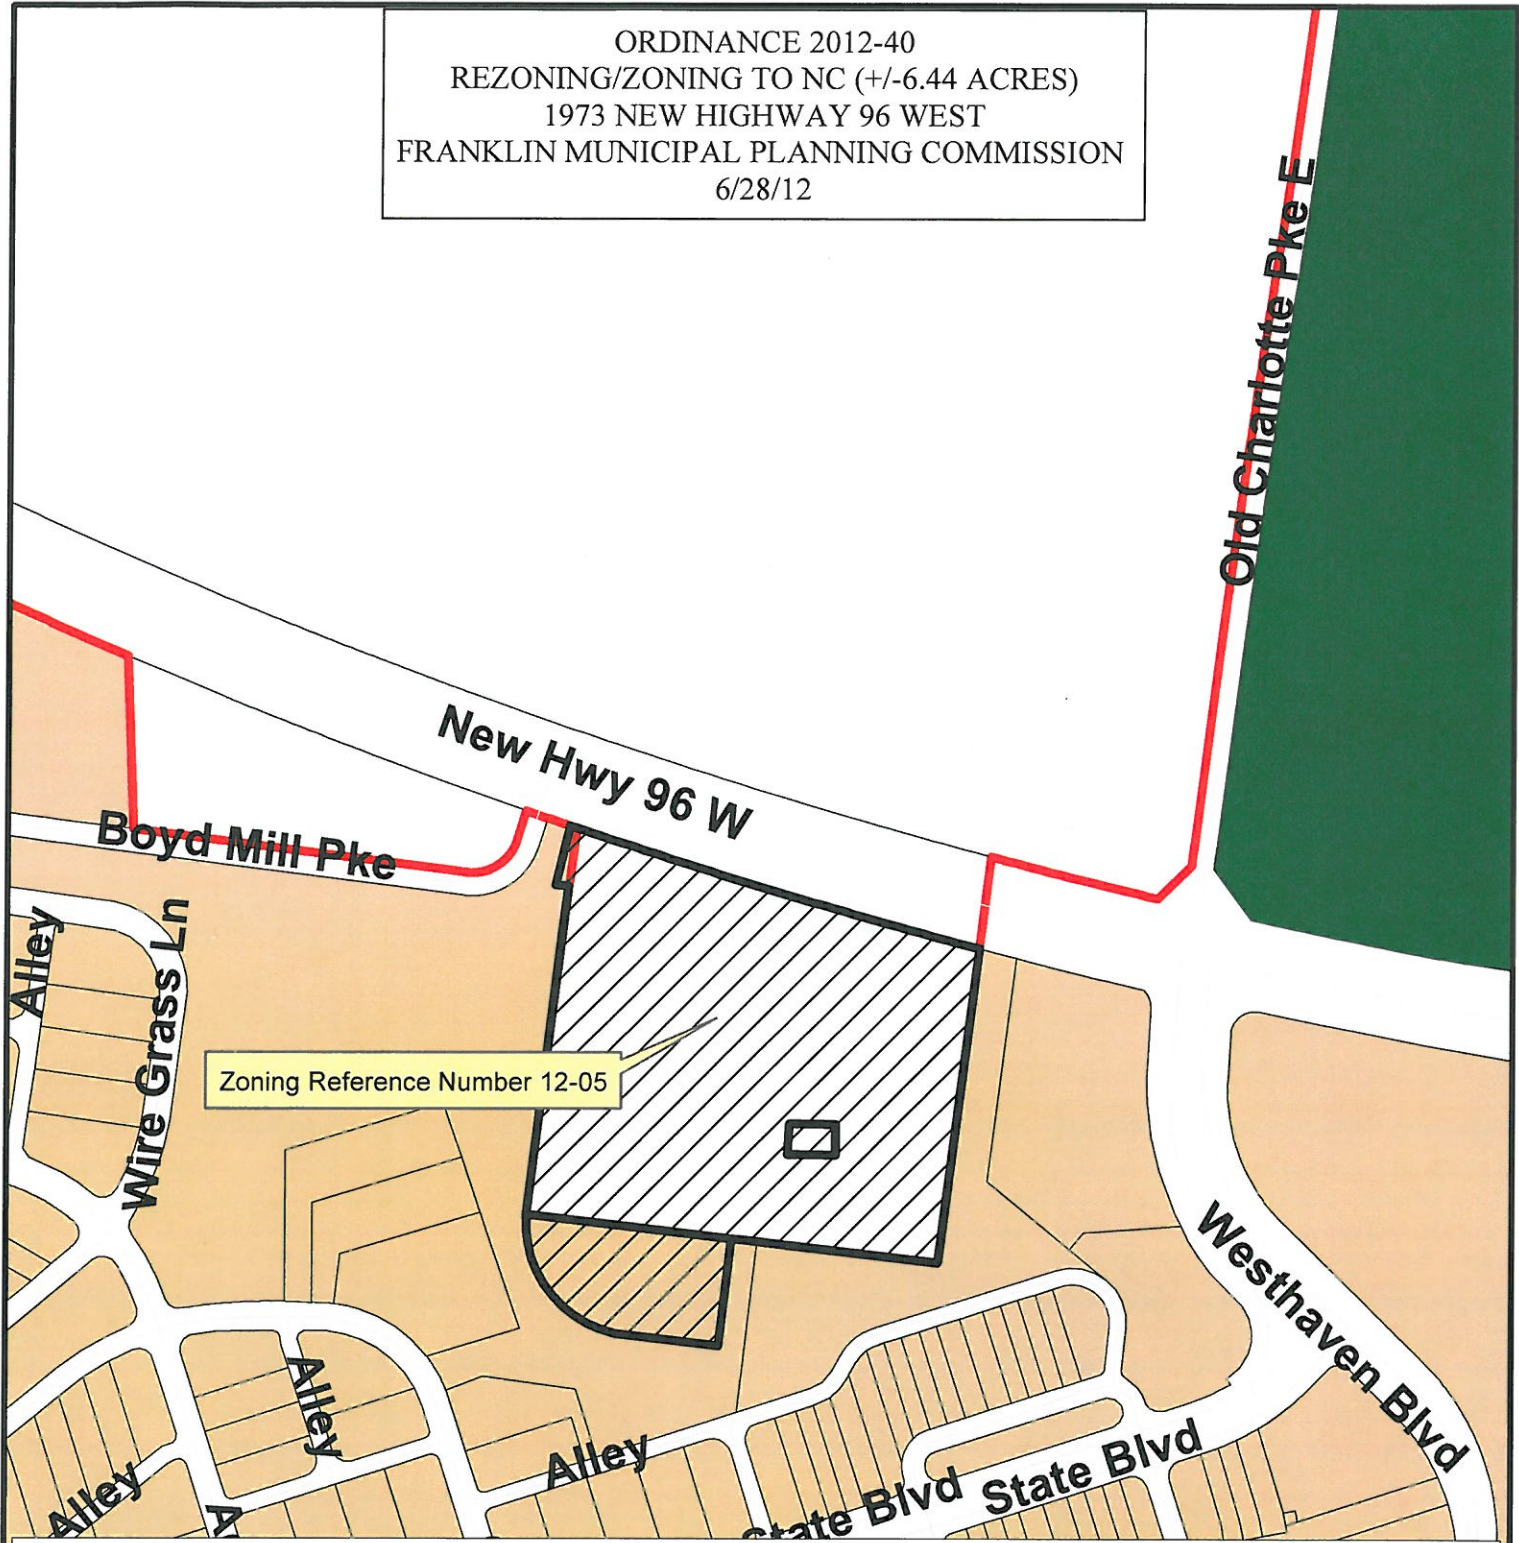 ORDINANCE 2012-40
REZONING/ZONING TO NC (+/-6.44 ACRES)
1973 NEW HIGHWAY 96 WEST
FRANKLIN MUNICIPAL PLANNING COMMISSION
6/28/12
Old Charlotte Pke E
New Hwy 96 W
Boyd Mill Pke
Alley
Wire Grass Ln
Zoning Reference Number 12-05
Westhaven Blvd
Alley
Alley
Alley
State Blvd
State Blvd